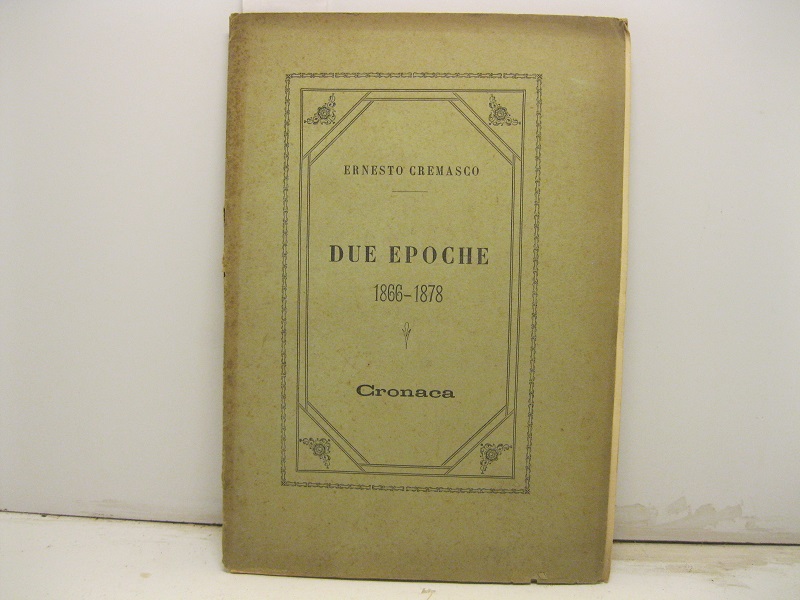 ERNESTO CREMASCO
DUE EPOCHE
1866-1878
Cronaca